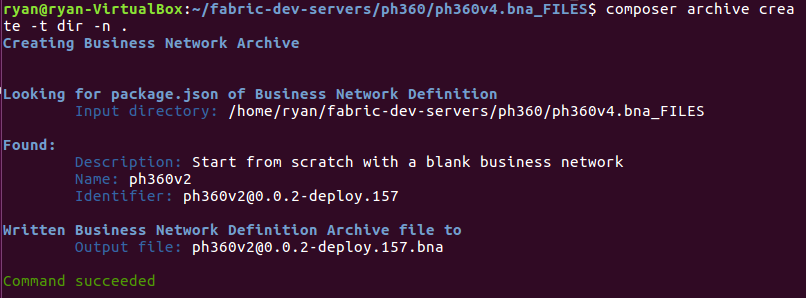 ryan@ryan-VirtualBox:~/fabric-dev-servers/ph360/ph360v4.bna_FILES$ composer archive crea
te -t dir -n .
Creating Business Network Archive
Looking for package.json of Business Network Definition
Input directory: /home/ryan/fabric-dev-servers/ph360/ph360v4.bna_FILES
Found:
Description: Start from scratch with a blank business network
Name: ph360v2
Identifier: ph360v2@0.0.2-deploy.157
Written Business Network Definition Archive file to
Output file: ph360v2@0.0.2-deploy.157.bna
Command succeeded